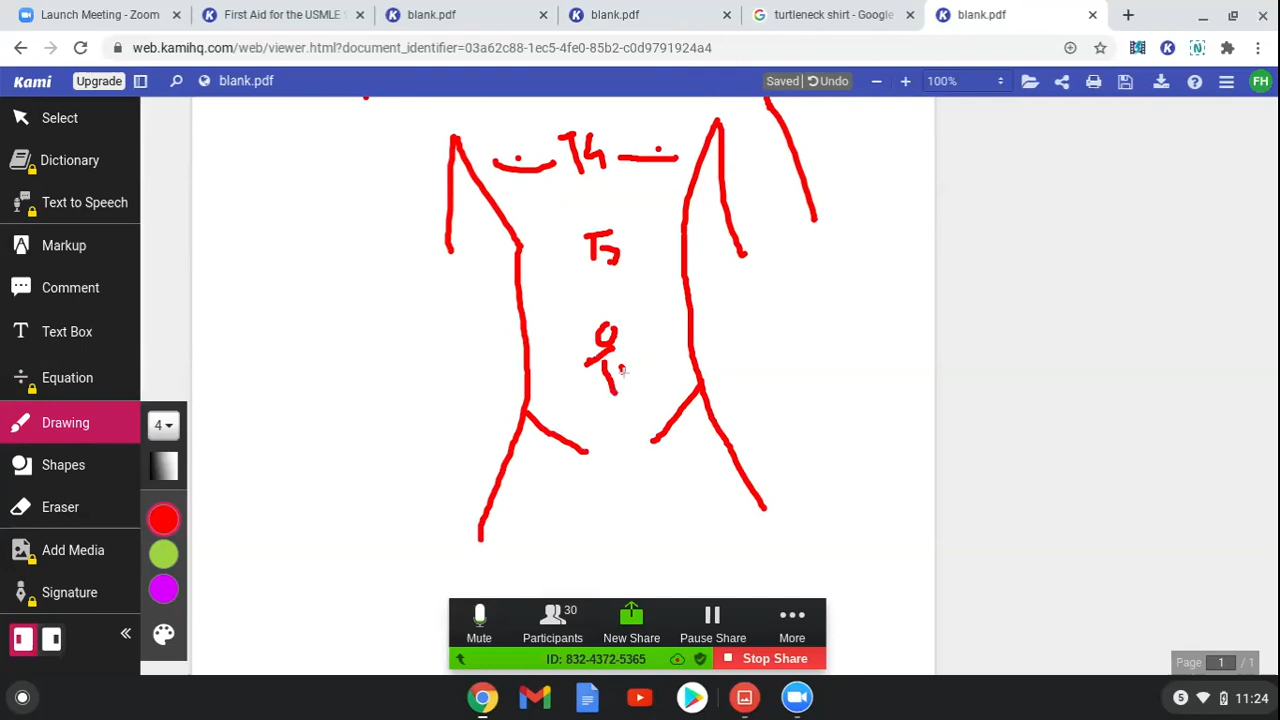 Launch Meeting - Zoom
First Aid for the USMLE S
blank.pdf
blank.pdf
turtleneck shirt - Google
blank.pdf
web.kamihq.com/web/viewer.html?document_identifier=03a62c88-1ec5-4fe0-85b2-c0d9791924a4
Kami
Upgrade
blank.pdf
Saved
Undo
100%
FH
Select
Dictionary
Text to Speech
Markup
Comment
Text Box
Equation
Drawing
4
Shapes
Eraser
Add Media
Signature
T4
Mute
Participants
30
New Share
Pause Share
More
ID: 832-4372-5365
Stop Share
Page 1 / 1
5
11:24